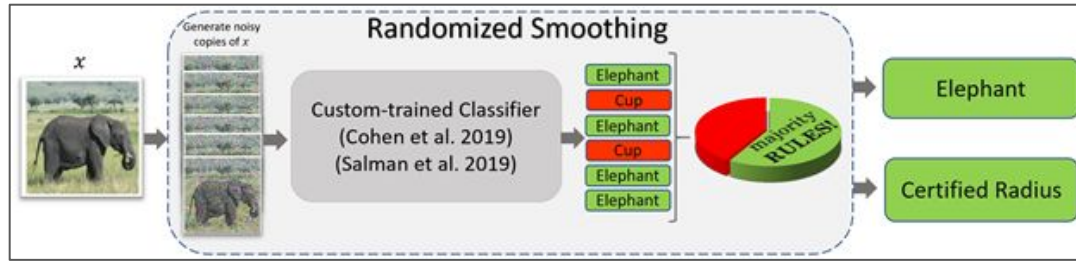 Randomized Smoothing
Generate noisy
copies of x
x
Custom-trained Classifier
(Cohen et al. 2019)
(Salman et al. 2019)
Elephant
Cup
Elephant
Cup
Elephant
Elephant
majority
RULES!
Elephant
Certified Radius